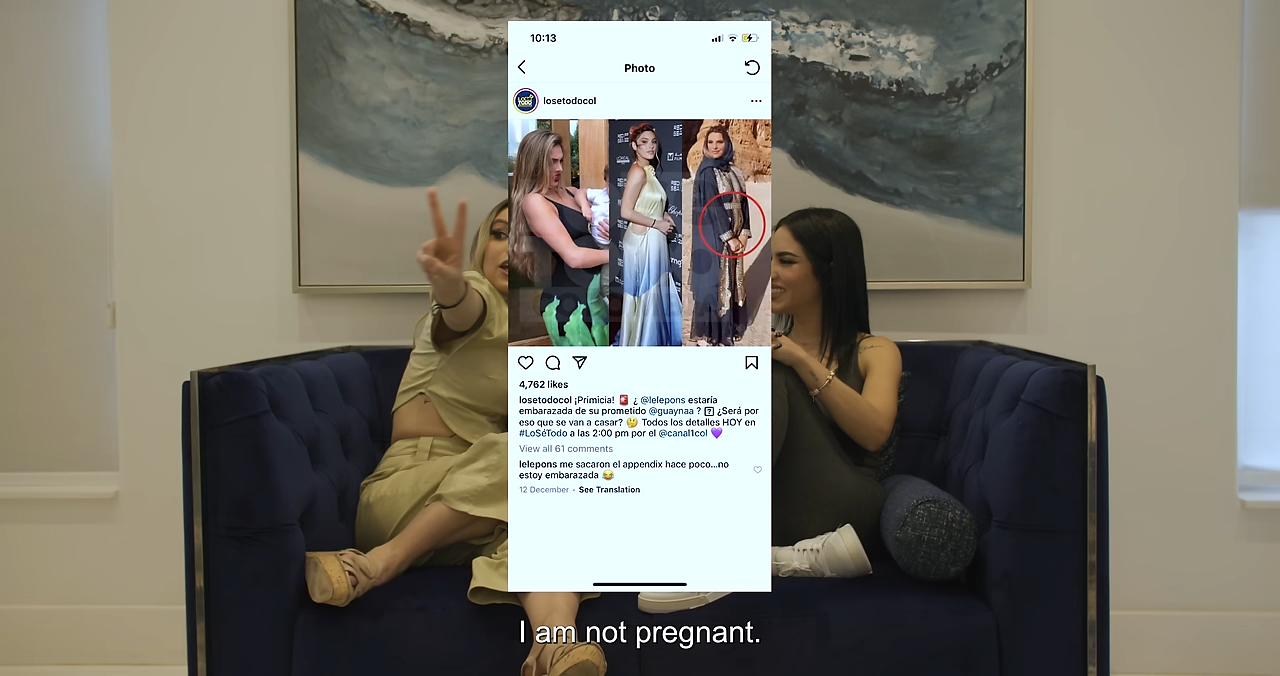 10:13
Photo
losetodocol
4,762 likes
losetodocol ¡Primicia! 🚨 ¿ @lelepons estaría
embarazada de su prometido @guaynaa ? ⍰ ¿Será por
eso que se van a casar? 🤔 Todos los detalles HOY en
#LoSéTodo a las 2:00 pm por el @canal1col 💜
View all 61 comments
lelepons me sacaron el appendix hace poco...no
estoy embarazada 😂
12 December · See Translation
I am not pregnant.